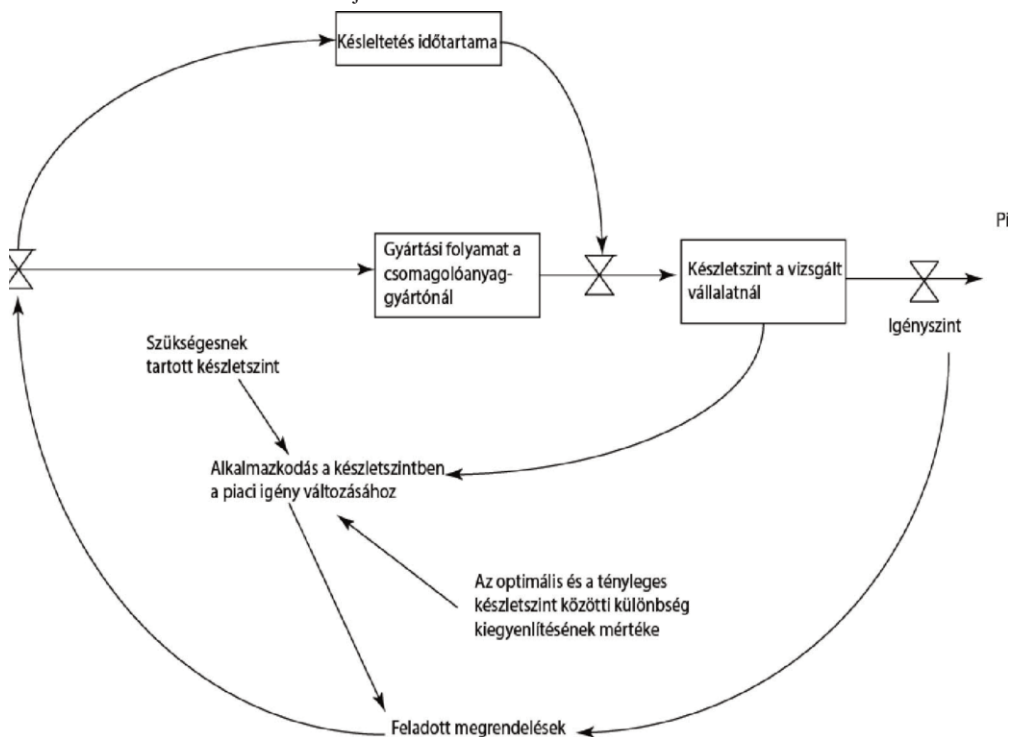 Késleltetés időtartama
Pi
Gyártási folyamat a
csomagolóanyag-
gyártónál
Készletszint a vizsgált
vállalatnál
Igényszint
Szükségesnek
tartott készletszint
Alkalmazkodás a készletszintben
a piaci igény változásához
Az optimális és a tényleges
készletszint közötti különbség
kiegyenlítésének mértéke
Feladott megrendelések